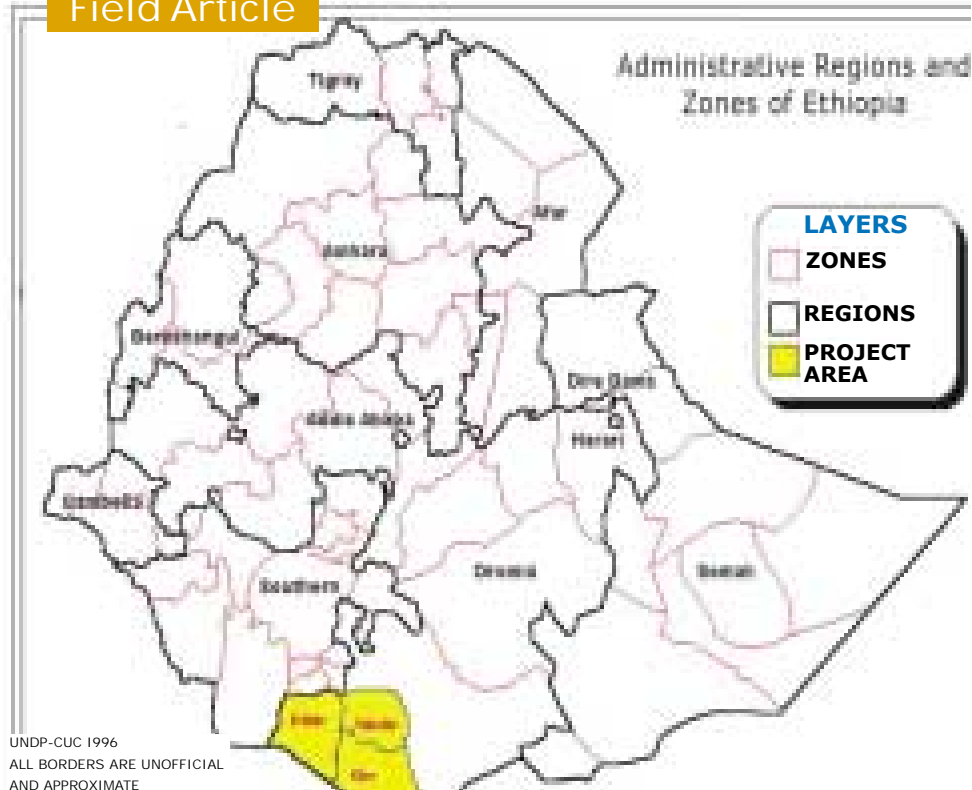 Field Article
Administrative Regions and
Zones of Ethiopia
Tigray
Afar
Amhara
LAYERS
ZONES
REGIONS
PROJECT
AREA
Dire Dawa
Addis Ababa
Harari
Gambella
Oromia
Somali
Southern
UNDP-CUC 1996
ALL BORDERS ARE UNOFFICIAL
AND APPROXIMATE